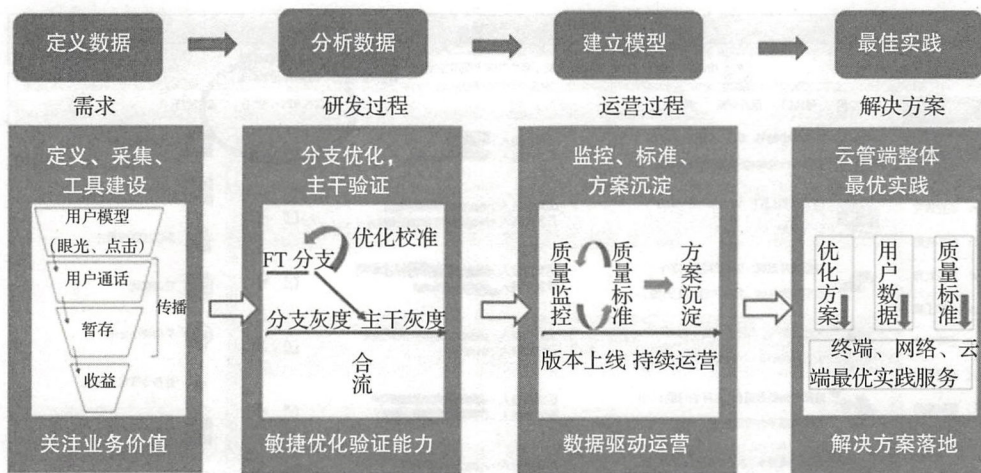 定义数据
分析数据
建立模型
最佳实践
需求
研发过程
运营过程
解决方案
定义、采集、
工具建设
用户模型
（眼光、点击）
用户通话
传播
暂存
收益
关注业务价值
分支优化，
主干验证
优化校准
FT 分支
分支灰度
主干灰度
合流
敏捷优化验证能力
监控、标准、
方案沉淀
质量监控
质量标准
方案沉淀
版本上线 持续运营
数据驱动运营
云管端整体
最优实践
优化方案
用户数据
质量标准
终端、网络、云
端最优实践服务
解决方案落地